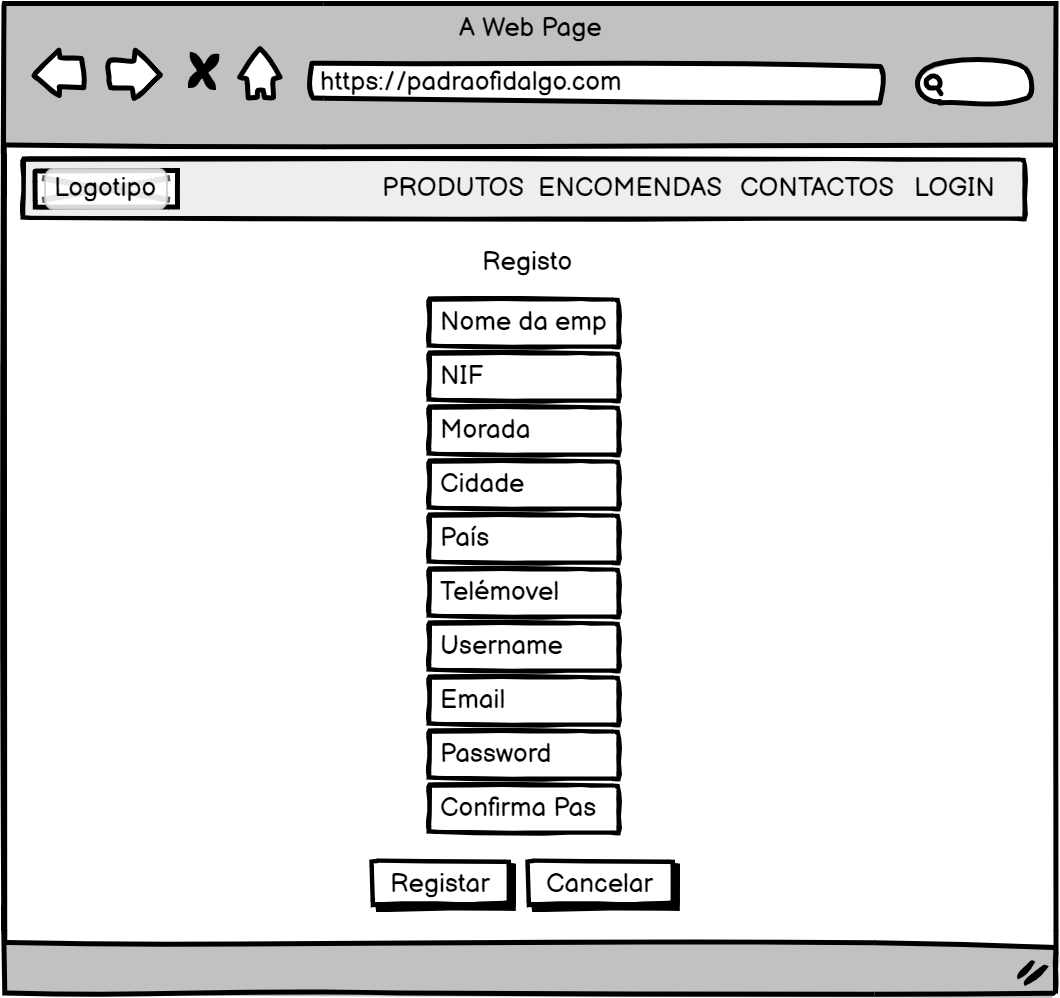 A Web Page
https://padraofidalgo.com
Logotipo PRODUTOS ENCOMENDAS CONTACTOS LOGIN
Registo
Nome da emp
NIF
Morada
Cidade
País
Telémovel
Username
Email
Password
Confirma Pas
Registar Cancelar